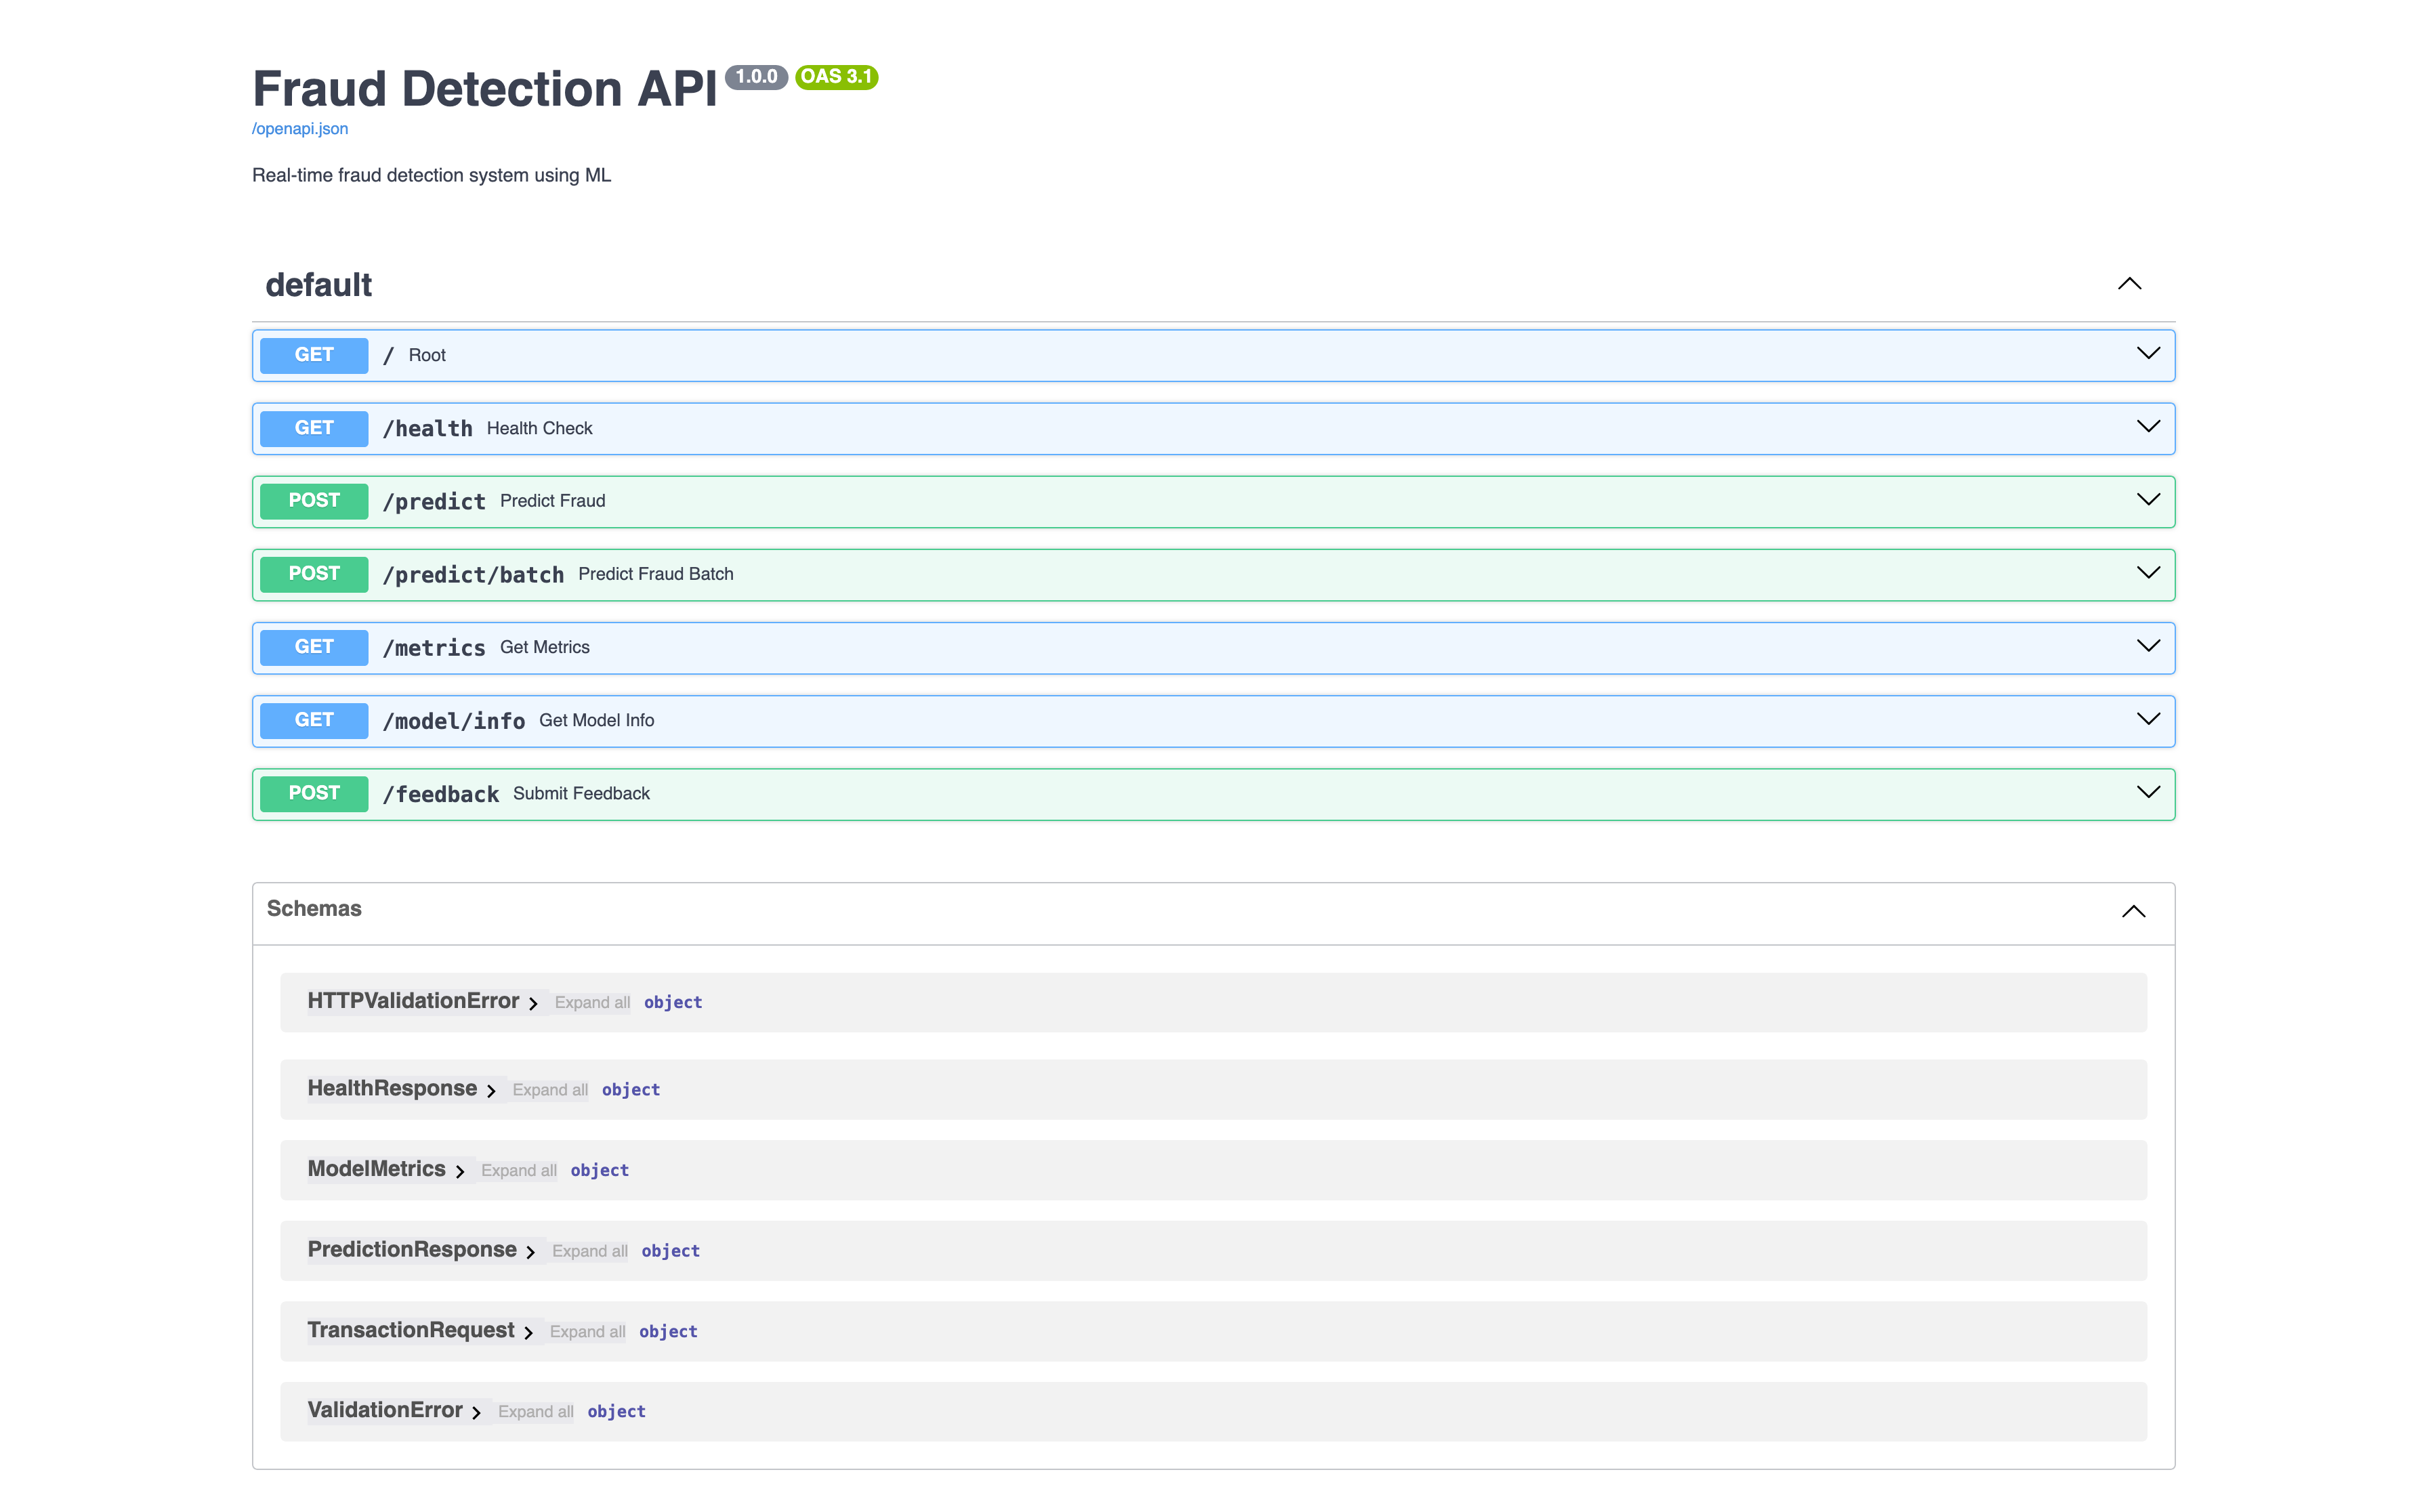 Fraud Detection API 1.0.0 OAS 3.1
/openapi.json
Real-time fraud detection system using ML
default
GET / Root
GET /health Health Check
POST /predict Predict Fraud
POST /predict/batch Predict Fraud Batch
GET /metrics Get Metrics
GET /model/info Get Model Info
POST /feedback Submit Feedback
Schemas
HTTPValidationError Expand all object
HealthResponse Expand all object
ModelMetrics Expand all object
PredictionResponse Expand all object
TransactionRequest Expand all object
ValidationError Expand all object